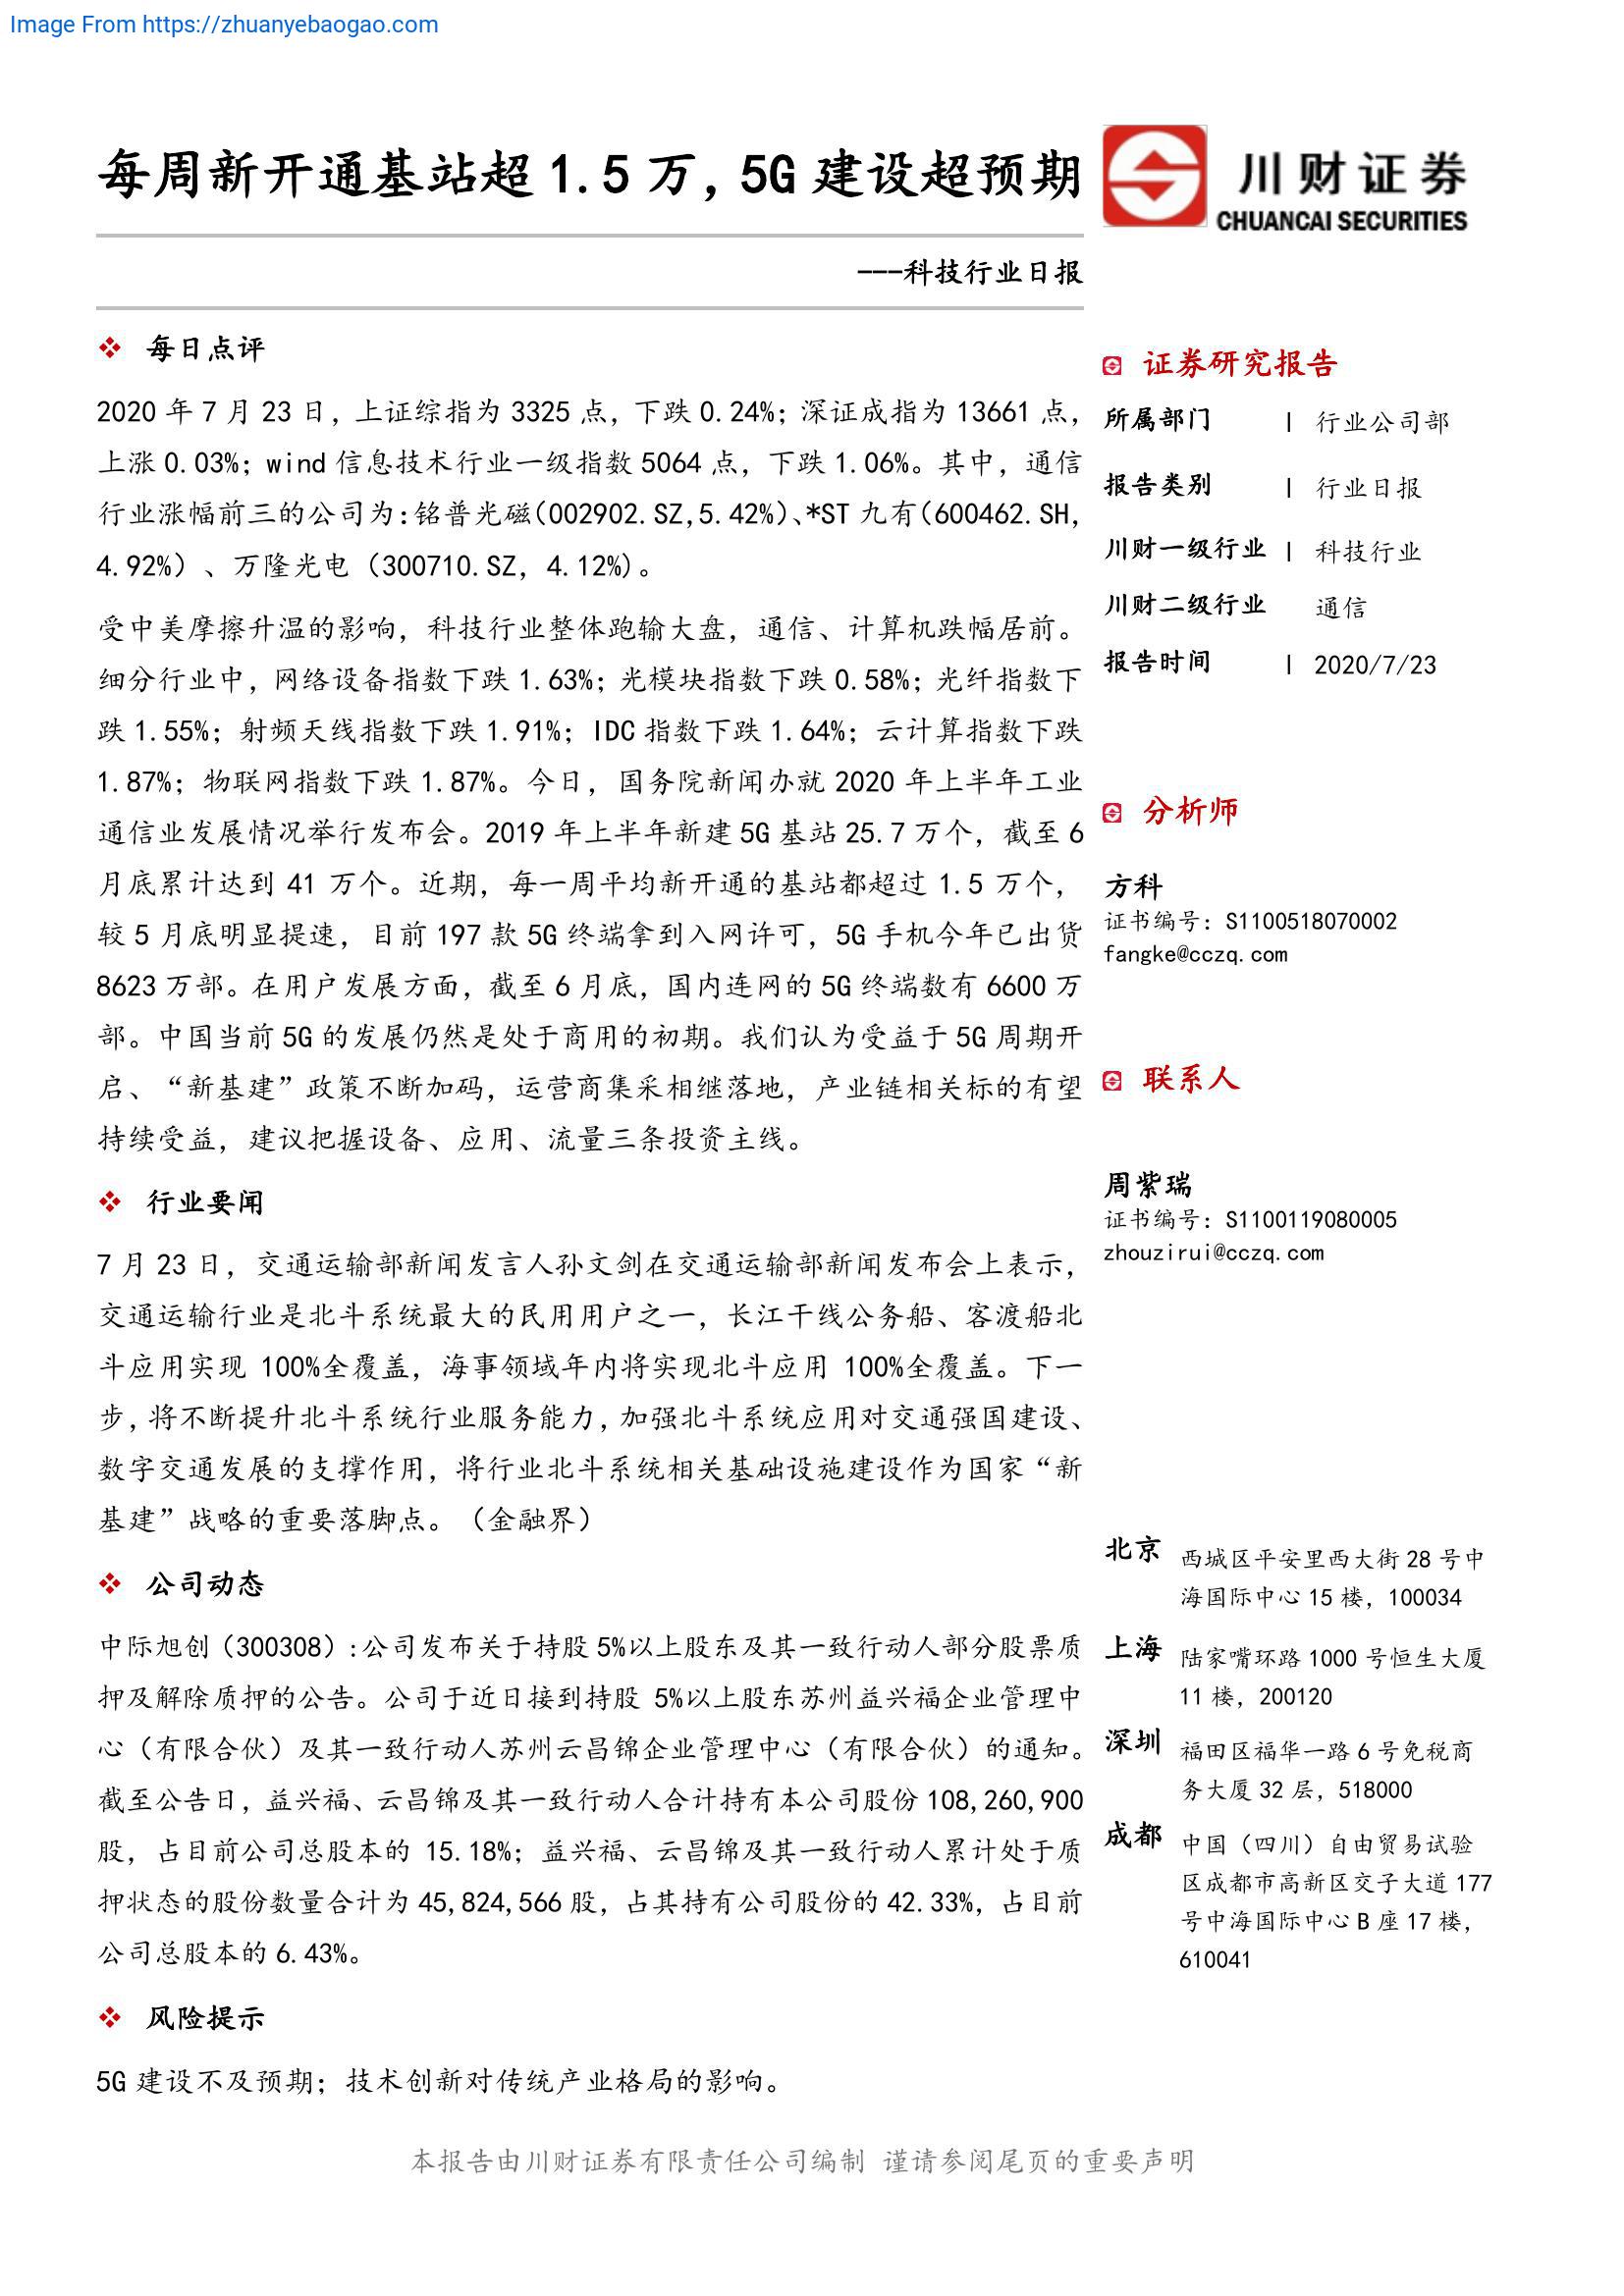 Image From https://zhuanyebaogao.com
每周新开通基站超 1.5 万，5G 建设超预期
川财证券
CHUANCAI SECURITIES
---科技行业日报
每日点评
2020 年 7 月 23 日，上证综指为 3325 点，下跌 0.24%；深证成指为 13661 点，
上涨 0.03%；wind 信息技术行业一级指数 5064 点，下跌 1.06%。其中，通信
行业涨幅前三的公司为：铭普光磁（002902.SZ,5.42%）、*ST 九有（600462.SH,
4.92%）、万隆光电（300710.SZ, 4.12%）。
受中美摩擦升温的影响，科技行业整体跑输大盘，通信、计算机跌幅居前。
细分行业中，网络设备指数下跌 1.63%；光模块指数下跌 0.58%；光纤指数下
跌 1.55%；射频天线指数下跌 1.91%；IDC 指数下跌 1.64%；云计算指数下跌
1.87%；物联网指数下跌 1.87%。今日，国务院新闻办就 2020 年上半年工业
通信业发展情况举行发布会。2019 年上半年新建 5G 基站 25.7 万个，截至 6
月底累计达到 41 万个。近期，每一周平均新开通的基站都超过 1.5 万个，
较 5 月底明显提速，目前 197 款 5G 终端拿到入网许可，5G 手机今年已出货
8623 万部。在用户发展方面，截至 6 月底，国内连网的 5G 终端数有 6600 万
部。中国当前 5G 的发展仍然是处于商用的初期。我们认为受益于 5G 周期开
启、“新基建”政策不断加码，运营商集采相继落地，产业链相关标的有望
持续受益，建议把握设备、应用、流量三条投资主线。
行业要闻
7 月 23 日，交通运输部新闻发言人孙文剑在交通运输部新闻发布会上表示，
交通运输行业是北斗系统最大的民用用户之一，长江干线公务船、客渡船北
斗应用实现 100%全覆盖，海事领域年内将实现北斗应用 100%全覆盖。下一
步，将不断提升北斗系统行业服务能力，加强北斗系统应用对交通强国建设、
数字交通发展的支撑作用，将行业北斗系统相关基础设施建设作为国家“新
基建”战略的重要落脚点。（金融界）
公司动态
中际旭创（300308）：公司发布关于持股 5%以上股东及其一致行动人部分股票质
押及解除质押的公告。公司于近日接到持股 5%以上股东苏州益兴福企业管理中
心（有限合伙）及其一致行动人苏州云昌锦企业管理中心（有限合伙）的通知。
截至公告日，益兴福、云昌锦及其一致行动人合计持有本公司股份 108,260,900
股，占目前公司总股本的 15.18%；益兴福、云昌锦及其一致行动人累计处于质
押状态的股份数量合计为 45,824,566 股，占其持有公司股份的 42.33%，占目前
公司总股本的 6.43%。
风险提示
5G 建设不及预期；技术创新对传统产业格局的影响。
证券研究报告
所属部门 | 行业公司部
报告类别 | 行业日报
川财一级行业 | 科技行业
川财二级行业 通信
报告时间 | 2020/7/23
分析师
方科
证书编号：S1100518070002
fangke@cczq.com
联系人
周紫瑞
证书编号：S1100119080005
zhouzirui@cczq.com
北京 西城区平安里西大街 28 号中
海国际中心 15 楼，100034
上海 陆家嘴环路 1000 号恒生大厦
11 楼，200120
深圳 福田区福华一路 6 号免税商
务大厦 32 层，518000
成都 中国（四川）自由贸易试验
区成都市高新区交子大道 177
号中海国际中心 B 座 17 楼，
610041
本报告由川财证券有限责任公司编制 谨请参阅尾页的重要声明